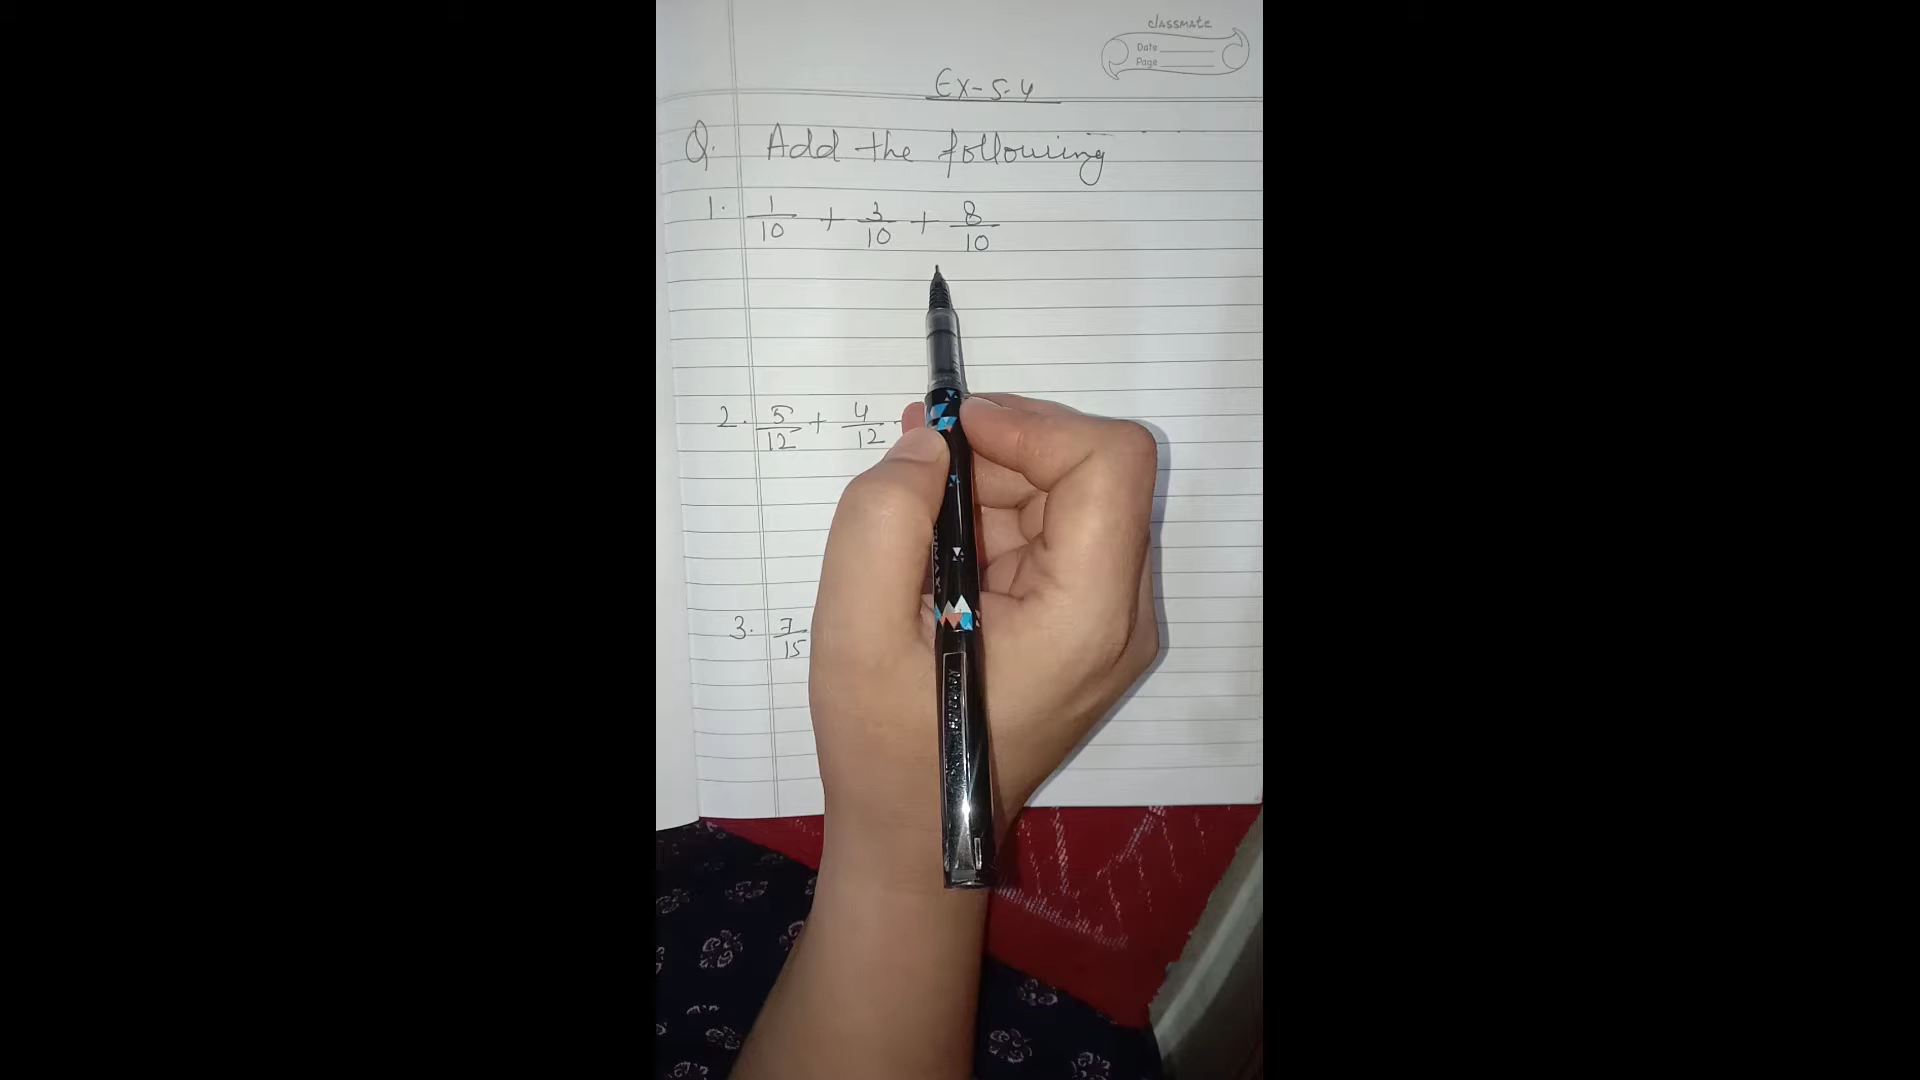 classmate
Date
Page
Ex-5.4
Q. Add the following
1. 1/10 + 3/10 + 8/10
2. 5/12 + 4/12
3. 7/15